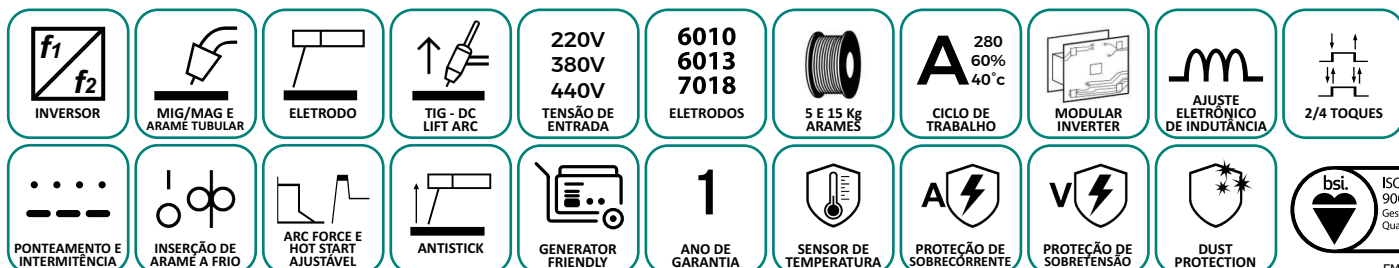 f1
f2
INVERSOR
MIG/MAG E
ARAME TUBULAR
ELETRODO
TIG - DC
LIFT ARC
220V
380V
440V
TENSÃO DE
ENTRADA
6010
6013
7018
ELETRODOS
5 E 15 Kg
ARAMES
A
280
60%
40°c
CICLO DE
TRABALHO
MODULAR
INVERTER
AJUSTE
ELETRÔNICO
DE INDUTÂNCIA
2/4 TOQUES
PONTEAMENTO E
INTERMITÊNCIA
INSERÇÃO DE
ARAME A FRIO
ARC FORCE E
HOT START
AJUSTÁVEL
ANTISTICK
GENERATOR
FRIENDLY
1
ANO DE
GARANTIA
SENSOR DE
TEMPERATURA
A
PROTEÇÃO DE
SOBRECORRENTE
V
PROTEÇÃO DE
SOBRETENSÃO
DUST
PROTECTION
bsi.